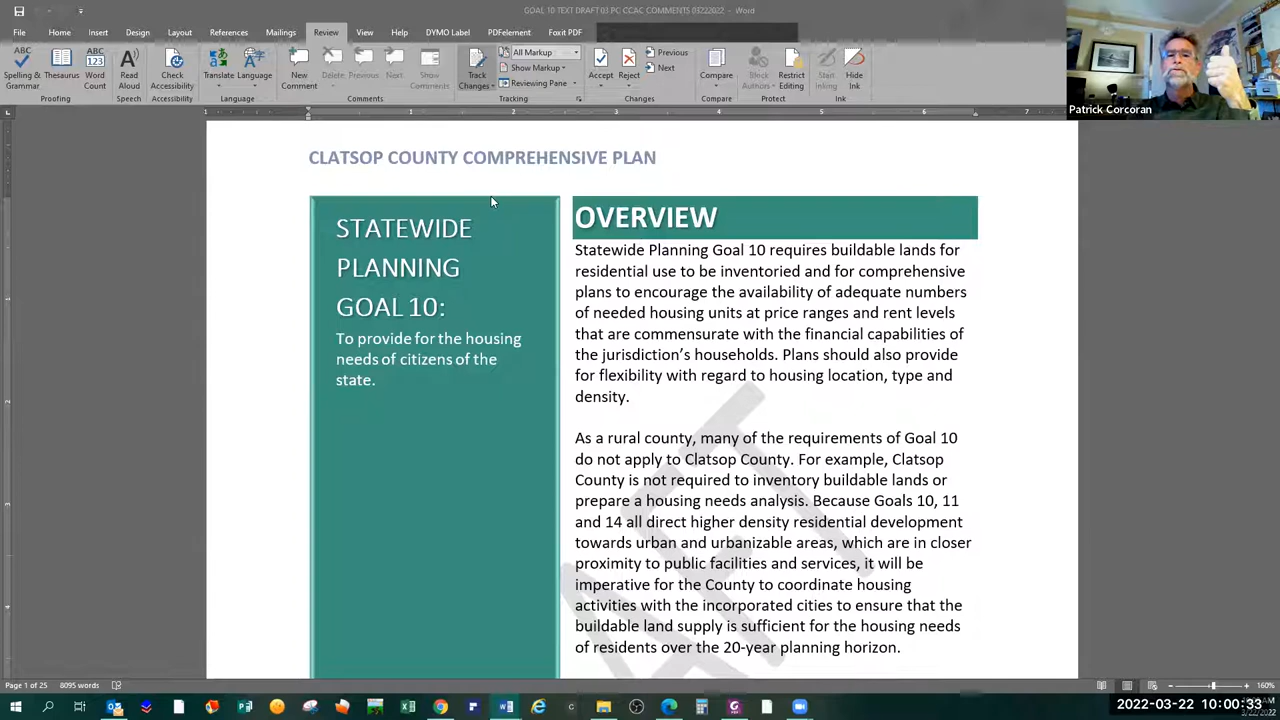 GOAL 10 TEXT DRAFT 03 PC CCAC COMMENTS 03222022 - Word
File Home Insert Design Layout References Mailings Review View Help DYMO Label PDFelement Foxit PDF
ABC ABC 123 A
Spelling & Grammar Thesaurus Word Count Read Aloud Check Accessibility Translate Language New Comment Delete Previous Next Show Comments Track Changes All Markup Show Markup Reviewing Pane Accept Reject Previous Next Compare Block Authors Restrict Editing Start Inking Hide Ink
Proofing Speech Accessibility Language Comments Tracking Changes Compare Protect Ink
Patrick Corcoran
1 1 2 3 4 5 6 7
CLATSOP COUNTY COMPREHENSIVE PLAN
STATEWIDE
PLANNING
GOAL 10:
To provide for the housing
needs of citizens of the
state.
OVERVIEW
Statewide Planning Goal 10 requires buildable lands for
residential use to be inventoried and for comprehensive
plans to encourage the availability of adequate numbers
of needed housing units at price ranges and rent levels
that are commensurate with the financial capabilities of
the jurisdiction's households. Plans should also provide
for flexibility with regard to housing location, type and
density.
As a rural county, many of the requirements of Goal 10
do not apply to Clatsop County. For example, Clatsop
County is not required to inventory buildable lands or
prepare a housing needs analysis. Because Goals 10, 11
and 14 all direct higher density residential development
towards urban and urbanizable areas, which are in closer
proximity to public facilities and services, it will be
imperative for the County to coordinate housing
activities with the incorporated cities to ensure that the
buildable land supply is sufficient for the housing needs
of residents over the 20-year planning horizon.
Page 1 of 25 8095 words 160%
2022-03-22 10:00:33